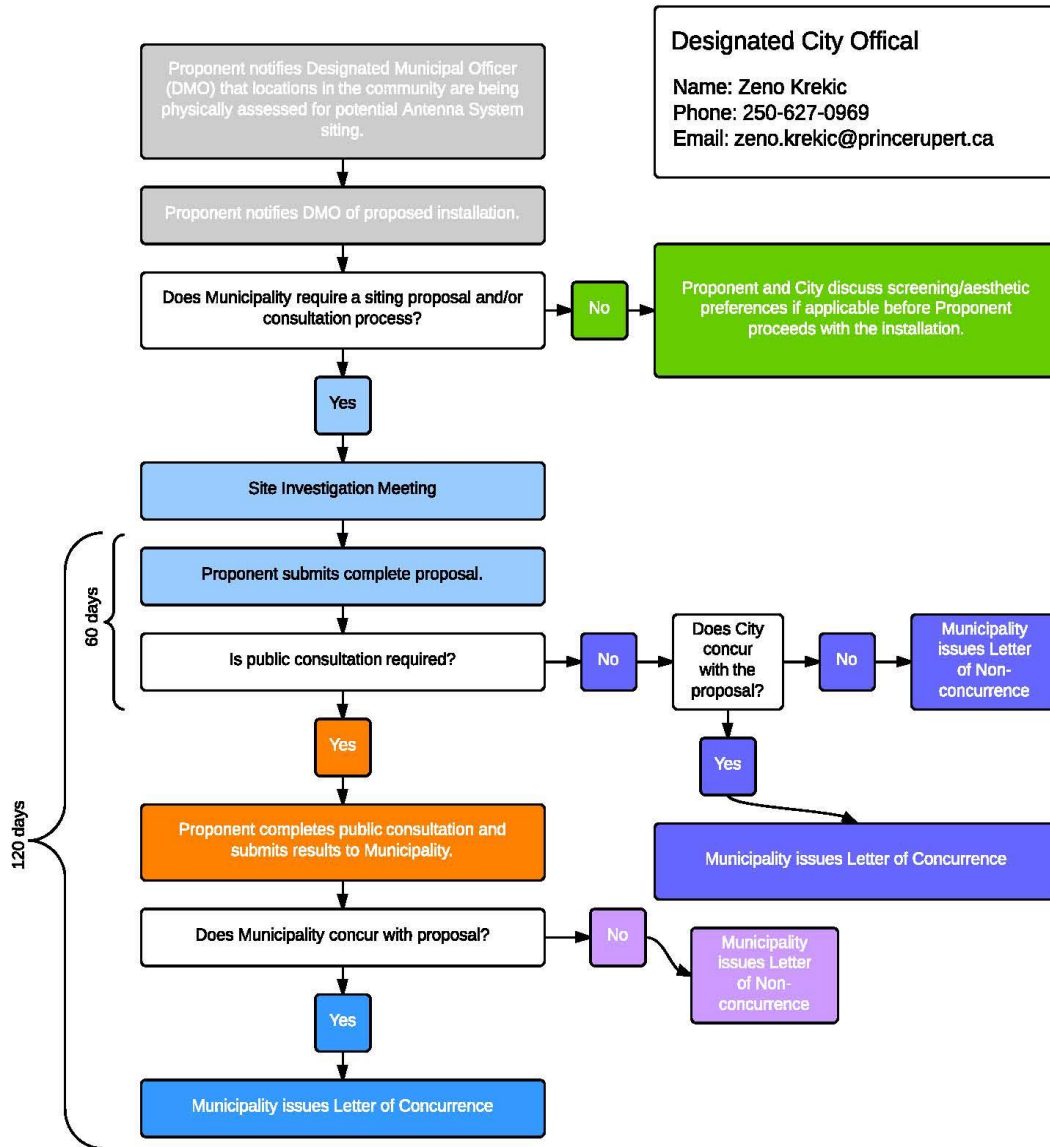 Designated City Offical
Name: Zeno Krekic
Phone: 250-627-0969
Email: zeno.krekic@princerupert.ca
Proponent notifies Designated Municipal Officer
(DMO) that locations in the community are being
physically assessed for potential Antenna System
siting.
Proponent notifies DMO of proposed installation.
Does Municipality require a siting proposal and/or
consultation process?
No
Proponent and City discuss screening/aesthetic
preferences if applicable before Proponent
proceeds with the installation.
Yes
Site Investigation Meeting
120 days
60 days
Proponent submits complete proposal.
Is public consultation required?
No
Does City
concur
with the
proposal?
No
Municipality
issues Letter
of Non-
concurrence
Yes
Municipality issues Letter of Concurrence
Yes
Proponent completes public consultation and
submits results to Municipality.
Does Municipality concur with proposal?
No
Municipality
issues Letter
of Non-
concurrence
Yes
Municipality issues Letter of Concurrence